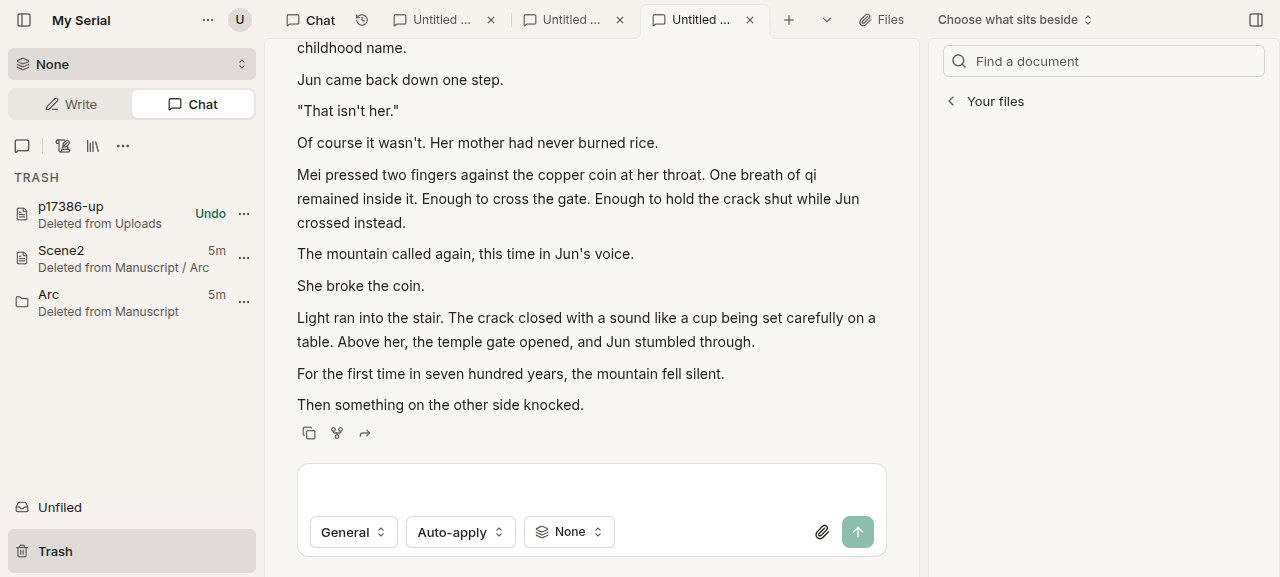 My Serial
U
None
Write
Chat
TRASH
p17386-up
Deleted from Uploads
Undo
Scene2
5m
Deleted from Manuscript / Arc
Arc
5m
Deleted from Manuscript
Unfiled
Trash
Chat
Untitled ...
Untitled ...
Untitled ...
Files
childhood name.
Jun came back down one step.
"That isn't her."
Of course it wasn't. Her mother had never burned rice.
Mei pressed two fingers against the copper coin at her throat. One breath of qi
remained inside it. Enough to cross the gate. Enough to hold the crack shut while Jun
crossed instead.
The mountain called again, this time in Jun's voice.
She broke the coin.
Light ran into the stair. The crack closed with a sound like a cup being set carefully on a
table. Above her, the temple gate opened, and Jun stumbled through.
For the first time in seven hundred years, the mountain fell silent.
Then something on the other side knocked.
General
Auto-apply
None
Choose what sits beside
Find a document
Your files